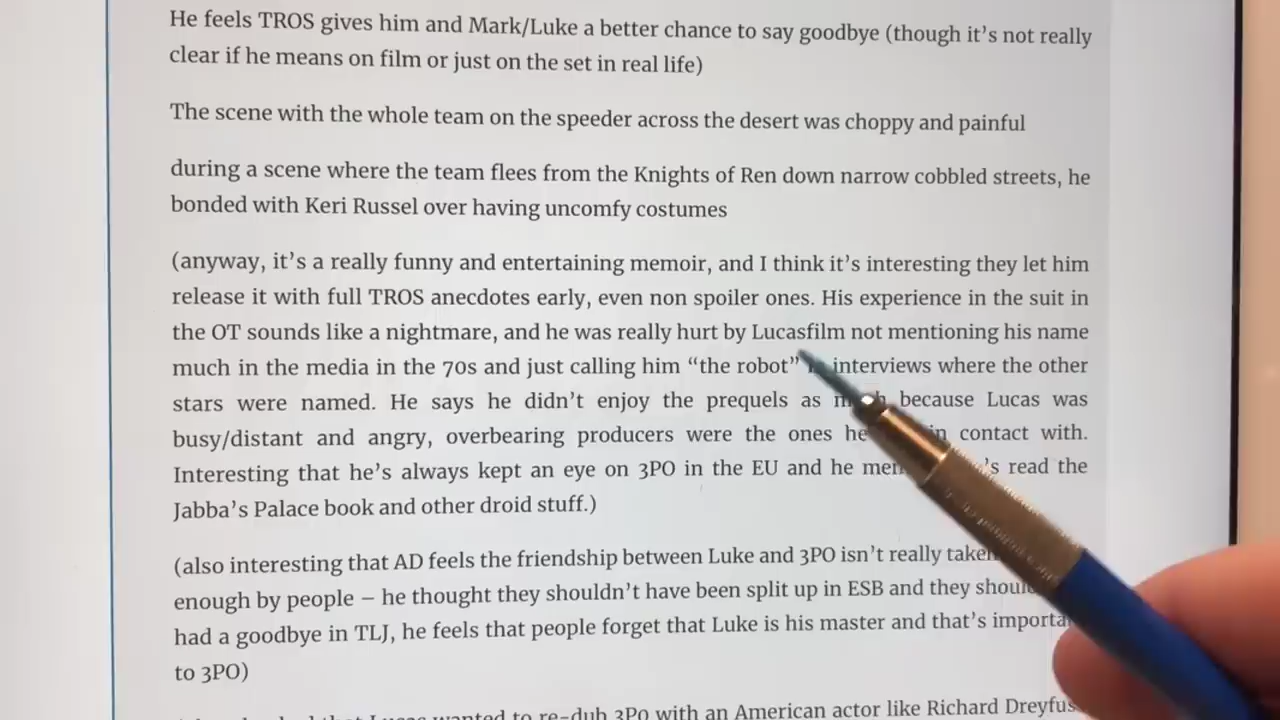 He feels TROS gives him and Mark/Luke a better chance to say goodbye (though it's not really
clear if he means on film or just on the set in real life)
The scene with the whole team on the speeder across the desert was choppy and painful
during a scene where the team flees from the Knights of Ren down narrow cobbled streets, he
bonded with Keri Russel over having uncomfy costumes
(anyway, it's a really funny and entertaining memoir, and I think it's interesting they let him
release it with full TROS anecdotes early, even non spoiler ones. His experience in the suit in
the OT sounds like a nightmare, and he was really hurt by Lucasfilm not mentioning his name
much in the media in the 70s and just calling him “the robot” interviews where the other
stars were named. He says he didn't enjoy the prequels as because Lucas was
busy/distant and angry, overbearing producers were the ones he contact with.
Interesting that he's always kept an eye on 3PO in the EU and he read the
Jabba's Palace book and other droid stuff.)
(also interesting that AD feels the friendship between Luke and 3PO isn't really
enough by people – he thought they shouldn't have been split up in ESB and they
had a goodbye in TLJ, he feels that people forget that Luke is his master and that's
to 3PO)
wanted to re-dub 3P0 with an American actor like Richard